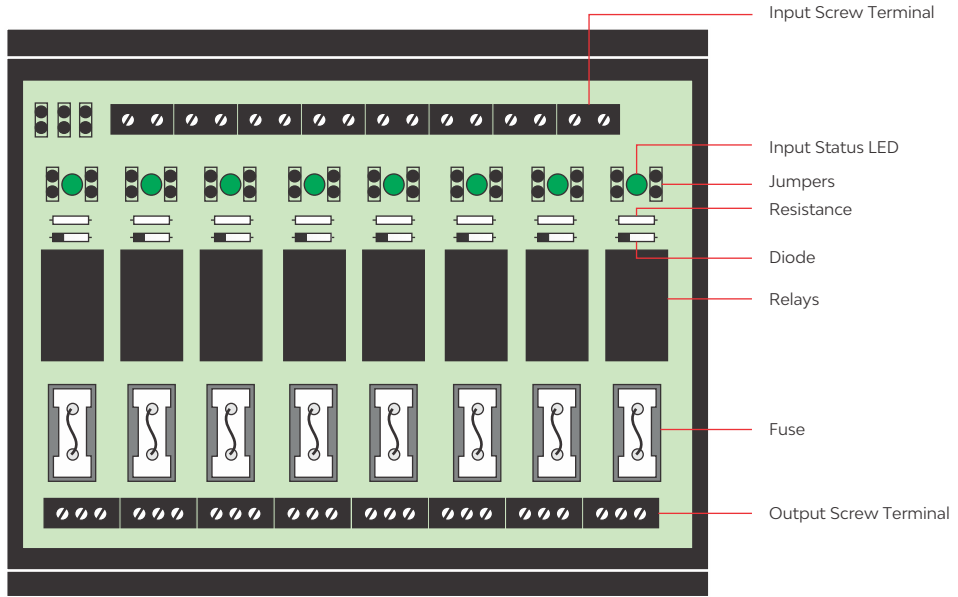 Input Screw Terminal
Input Status LED
Jumpers
Resistance
Diode
Relays
Fuse
Output Screw Terminal